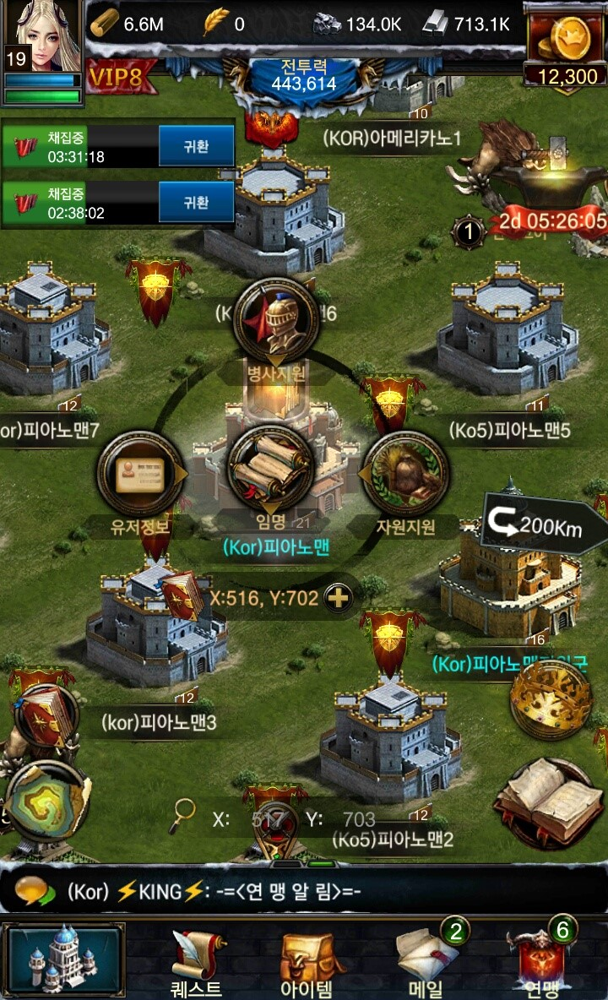 6.6M 0 134.0K 713.1K
19
VIP8
전투력
443,614
12,300
10
(KOR)아메리카노1
채집중
03:31:18
귀환
채집중
02:38:02
귀환
2d 05:26:05
1
맨6
병사지원
12
or)피아노맨7
11
(Ko5)피아노맨5
유저정보
임명
21
자원지원
(Kor)피아노맨
200Km
X:516, Y:702
16
(Kor)피아노맨
12
(kor)피아노맨3
X: 517 Y: 703
12
(Ko5)피아노맨2
(Kor) ⚡KING⚡: -=<연 맹 알 림>=-
2
6
퀘스트 아이템 메일 연맹